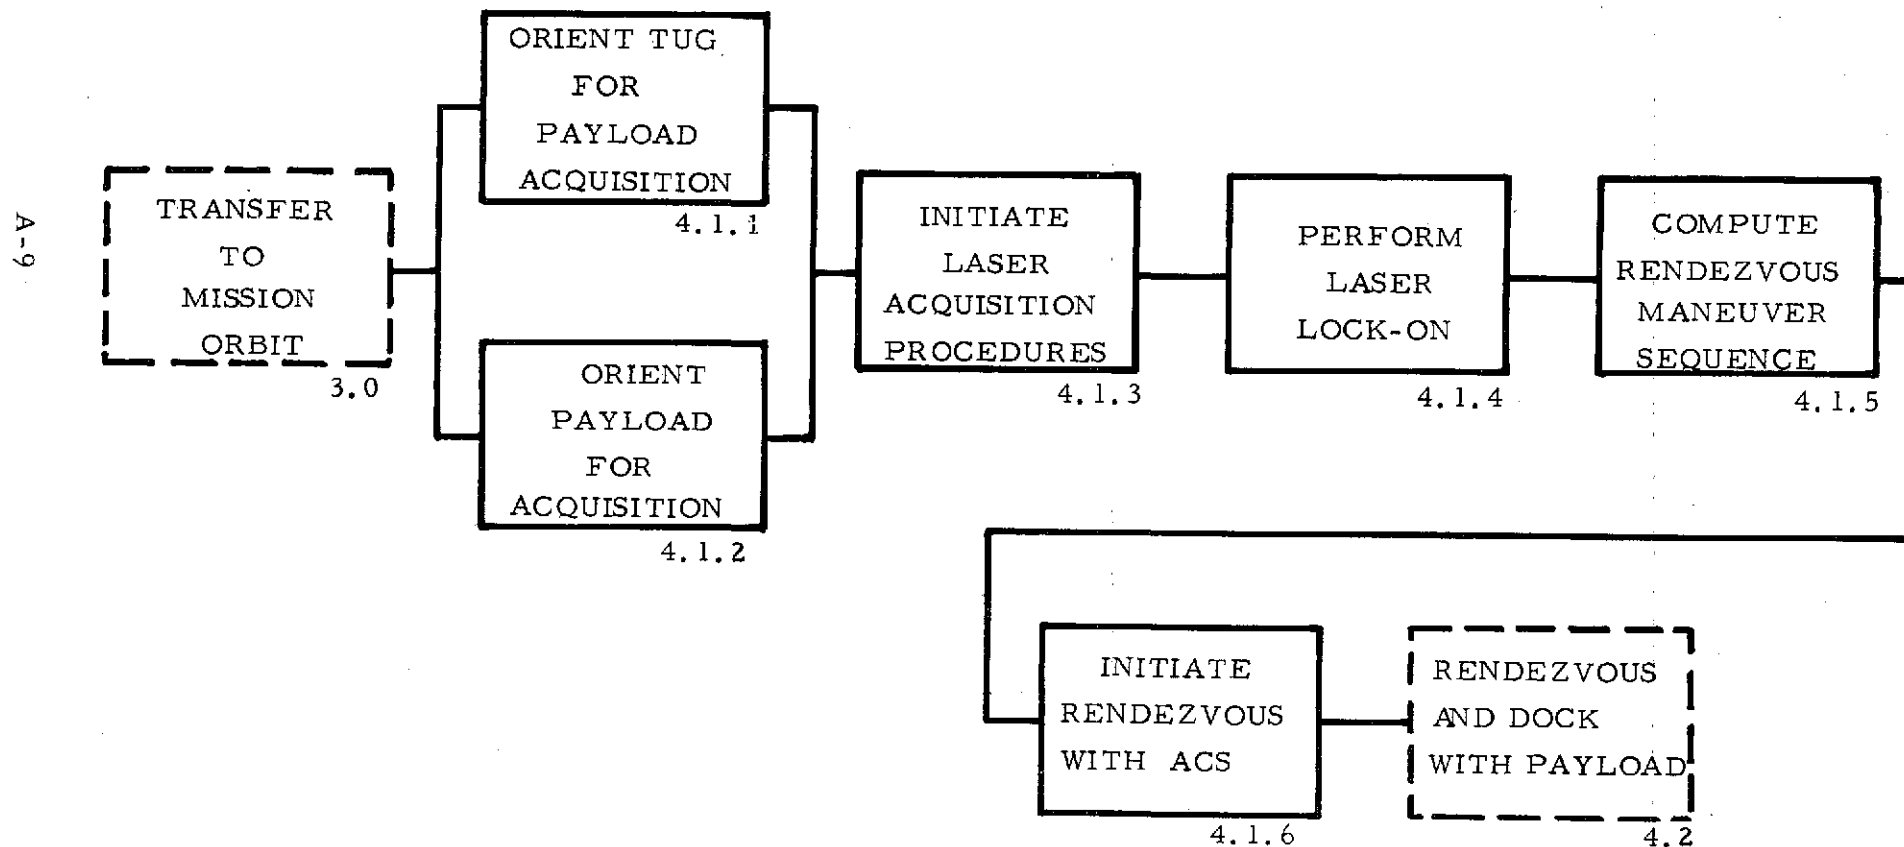 A-9
TRANSFER
TO
MISSION
ORBIT
3.0
ORIENT TUG
FOR
PAYLOAD
ACQUISITION
4.1.1
ORIENT
PAYLOAD
FOR
ACQUISITION
4.1.2
INITIATE
LASER
ACQUISITION
PROCEDURES
4.1.3
PERFORM
LASER
LOCK-ON
4.1.4
COMPUTE
RENDEZVOUS
MANEUVER
SEQUENCE
4.1.5
INITIATE
RENDEZVOUS
WITH ACS
4.1.6
RENDEZVOUS
AND DOCK
WITH PAYLOAD
4.2